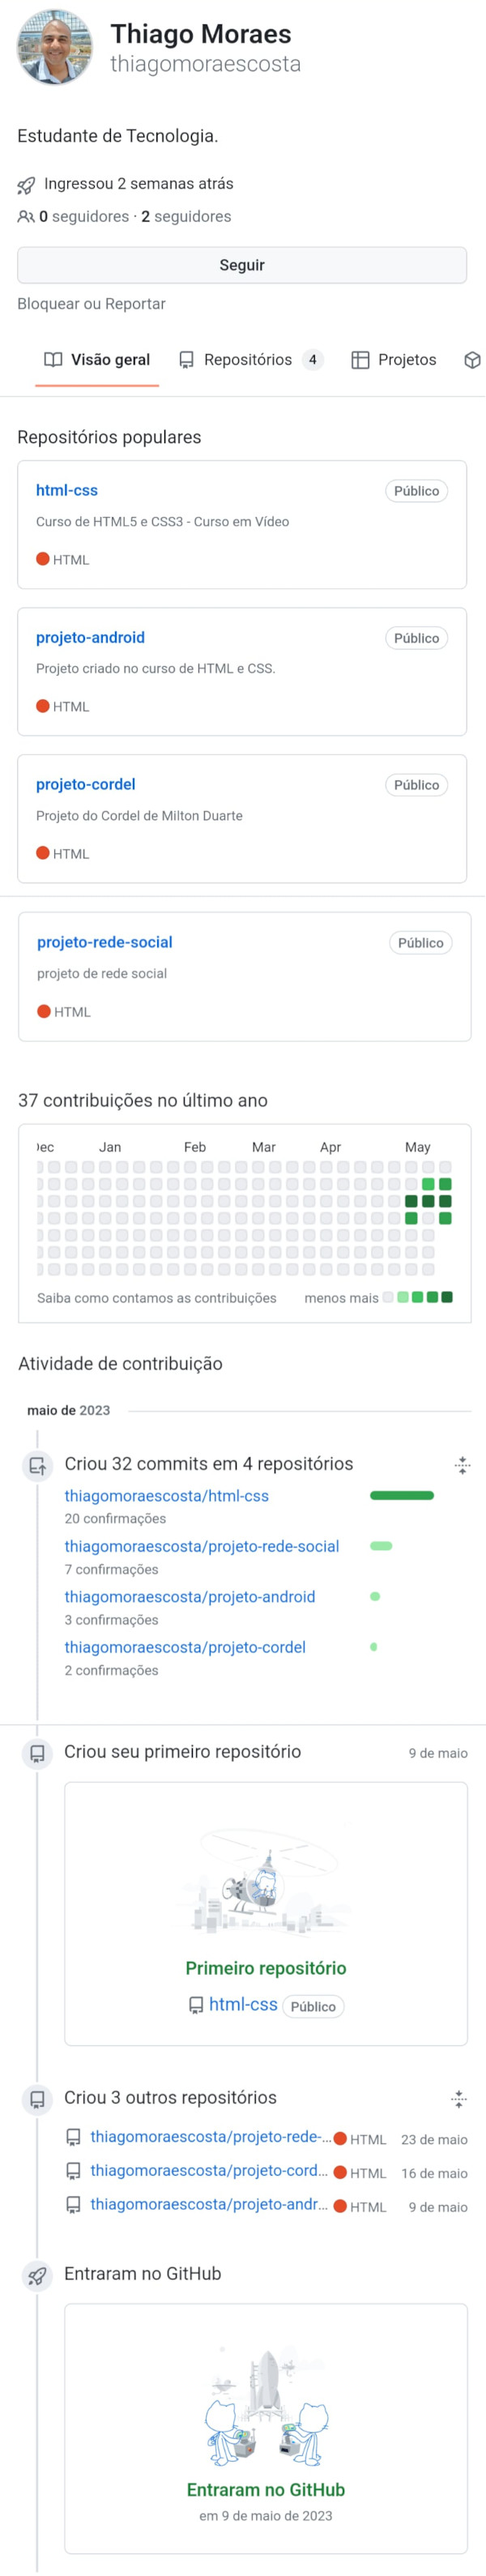 Thiago Moraes
thiagomoraescosta
Estudante de Tecnologia.
Ingressou 2 semanas atrás
0 seguidores · 2 seguidores
Seguir
Bloquear ou Reportar
Visão geral Repositórios 4 Projetos
Repositórios populares
html-css Público
Curso de HTML5 e CSS3 - Curso em Vídeo
HTML
projeto-android Público
Projeto criado no curso de HTML e CSS.
HTML
projeto-cordel Público
Projeto do Cordel de Milton Duarte
HTML
projeto-rede-social Público
projeto de rede social
HTML
37 contribuições no último ano
Dec Jan Feb Mar Apr May
Saiba como contamos as contribuições menos mais
Atividade de contribuição
maio de 2023
Criou 32 commits em 4 repositórios
thiagomoraescosta/html-css
20 confirmações
thiagomoraescosta/projeto-rede-social
7 confirmações
thiagomoraescosta/projeto-android
3 confirmações
thiagomoraescosta/projeto-cordel
2 confirmações
Criou seu primeiro repositório 9 de maio
Primeiro repositório
html-css Público
Criou 3 outros repositórios
thiagomoraescosta/projeto-rede-... HTML 23 de maio
thiagomoraescosta/projeto-cord... HTML 16 de maio
thiagomoraescosta/projeto-andr... HTML 9 de maio
Entraram no GitHub
Entraram no GitHub
em 9 de maio de 2023